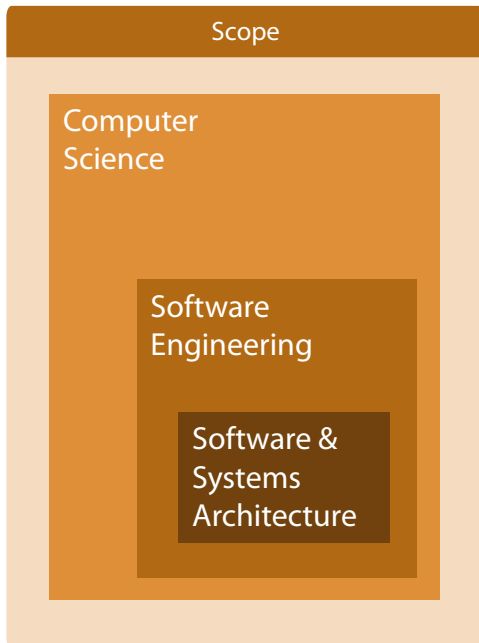 Scope
Computer
Science
Software
Engineering
Software &
Systems
Architecture